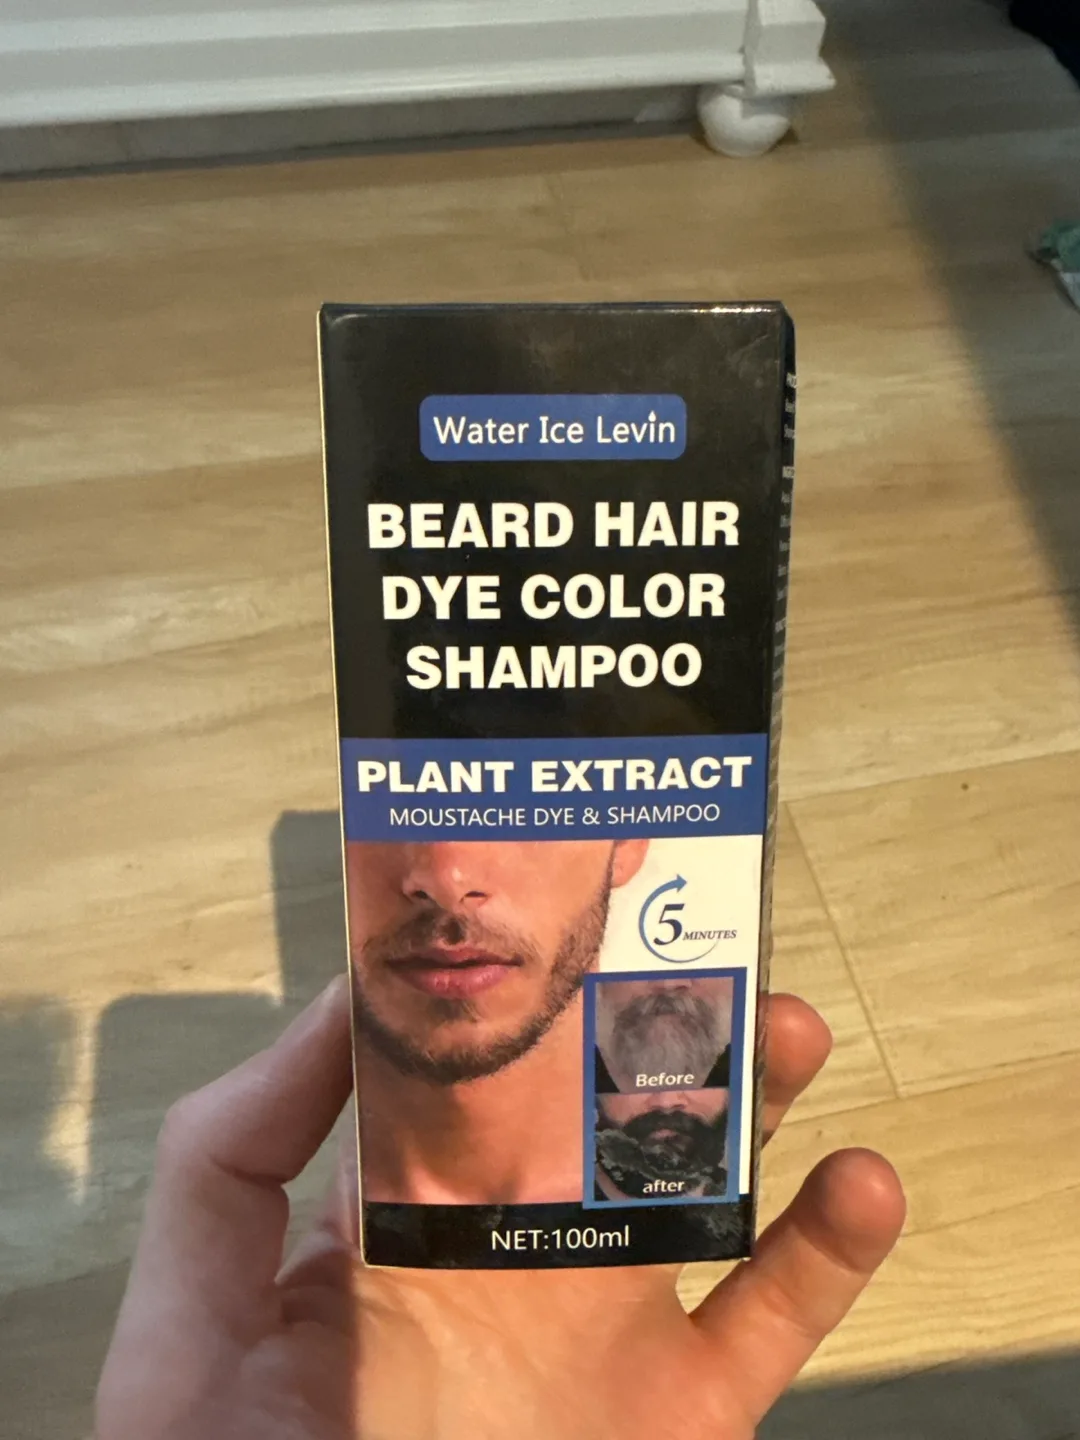 Water Ice Levin
BEARD HAIR
DYE COLOR
SHAMPOO
PLANT EXTRACT
MOUSTACHE DYE & SHAMPOO
5 MINUTES
Before
after
NET:100ml